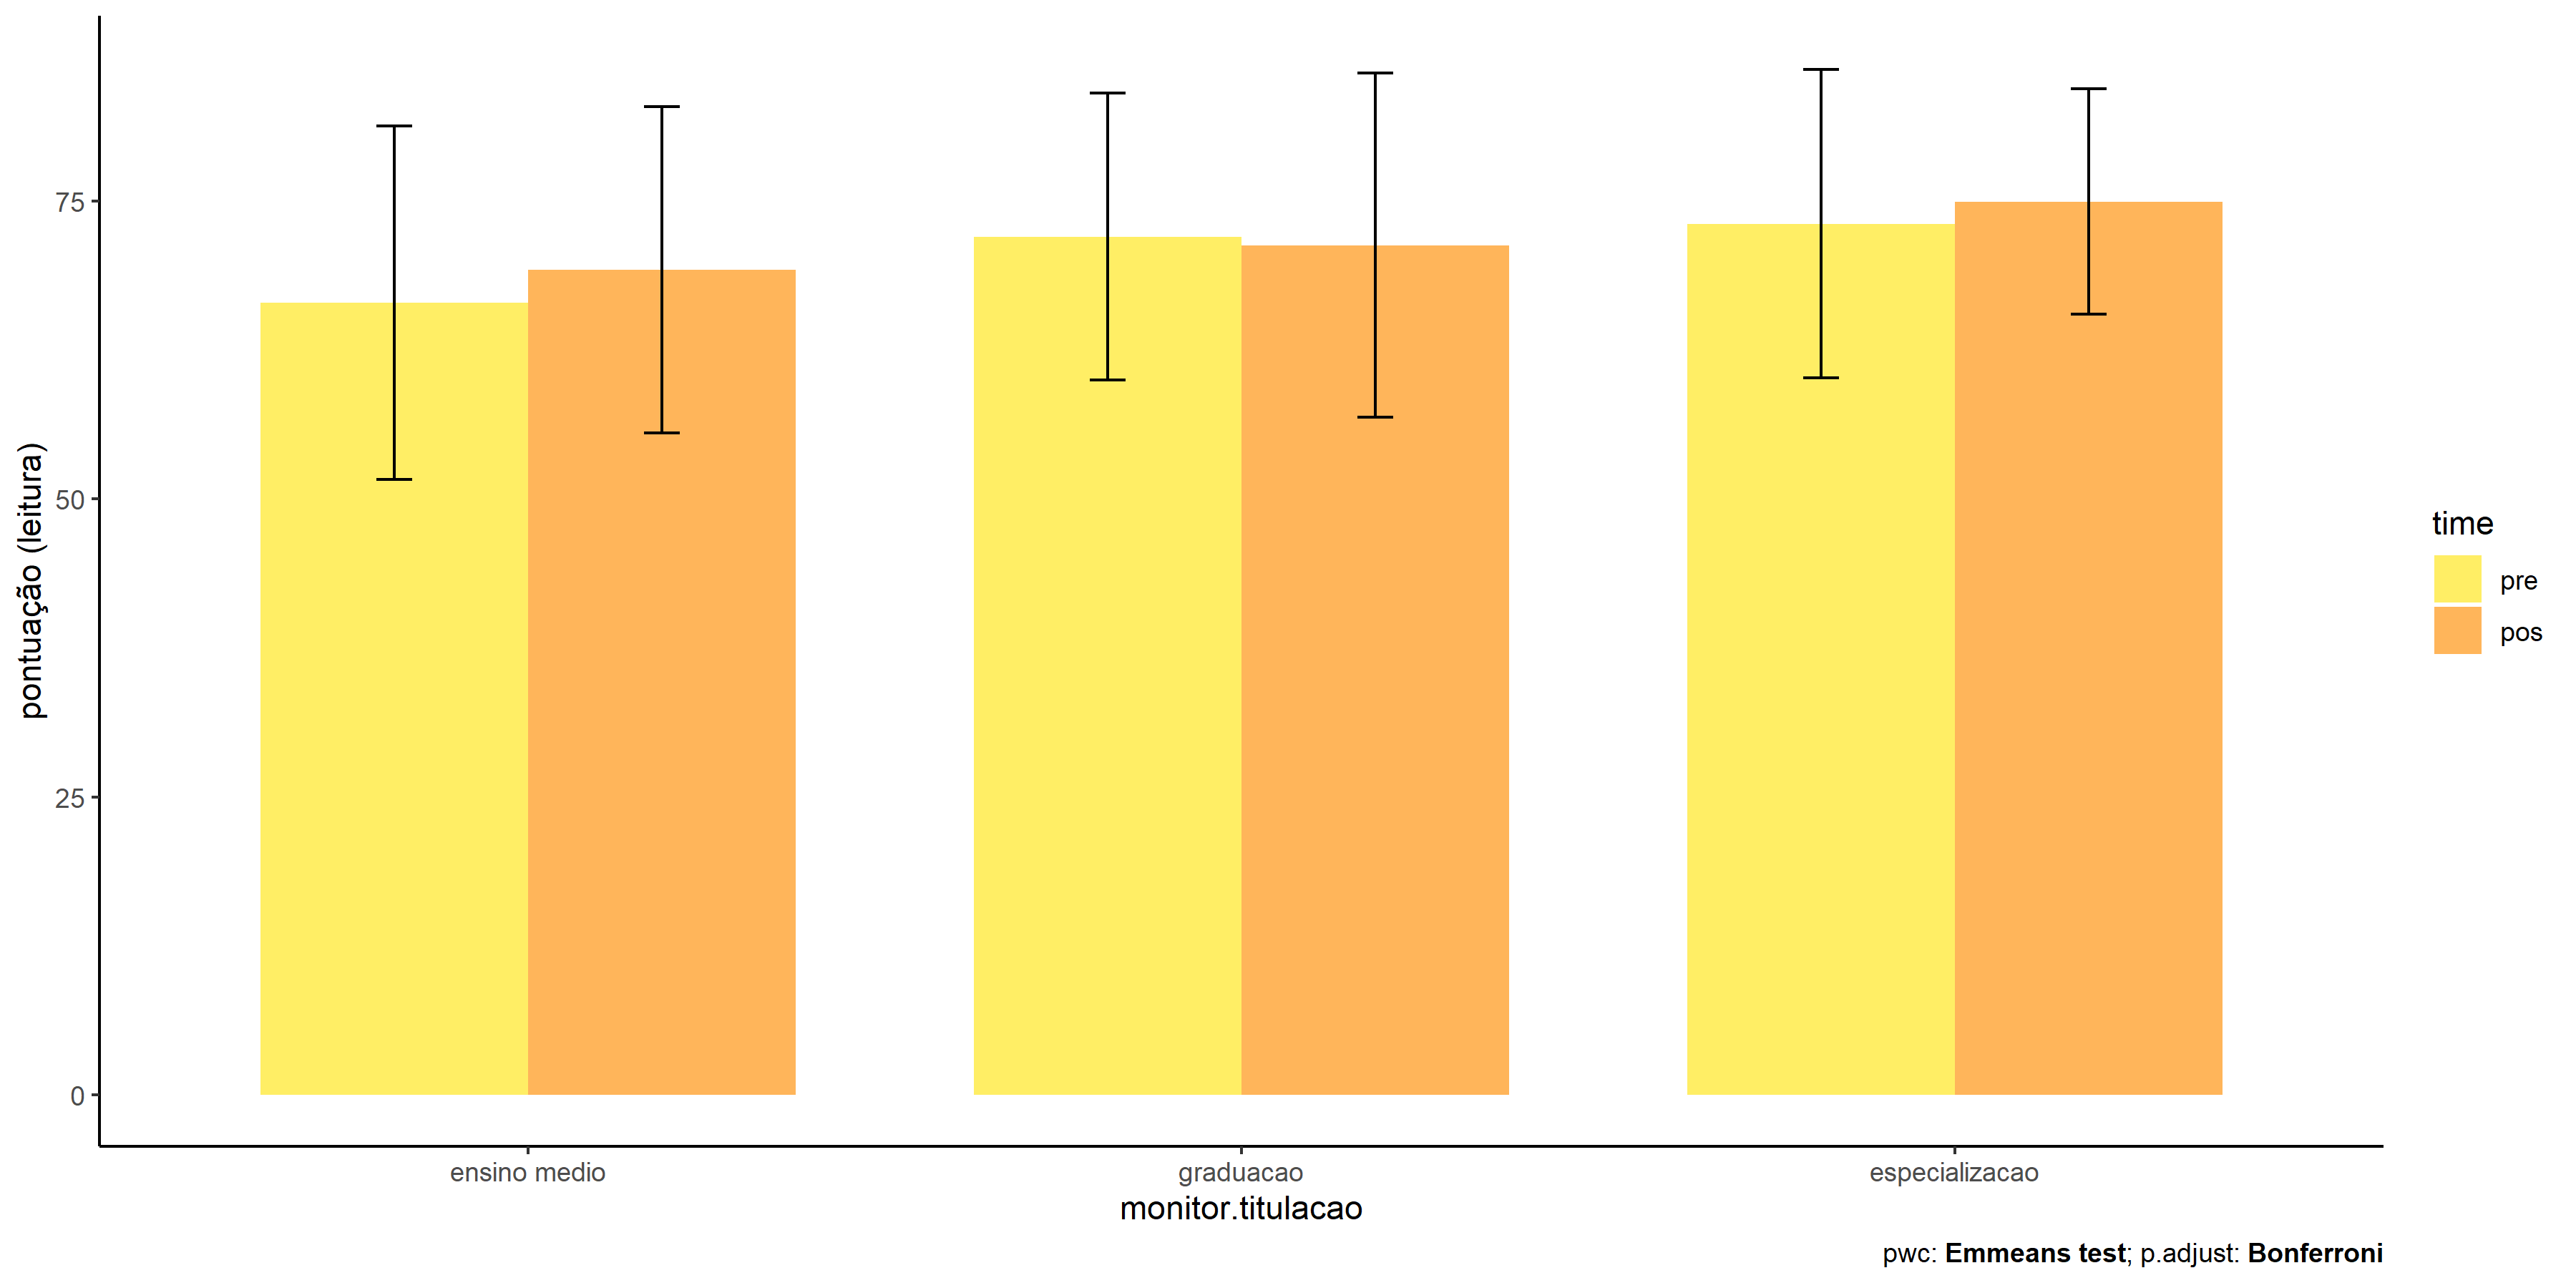 pontuação (leitura)
75
50
25
0
ensino medio
graduacao
especializacao
monitor.titulacao
time
pre
pos
pwc: Emmeans test; p.adjust: Bonferroni